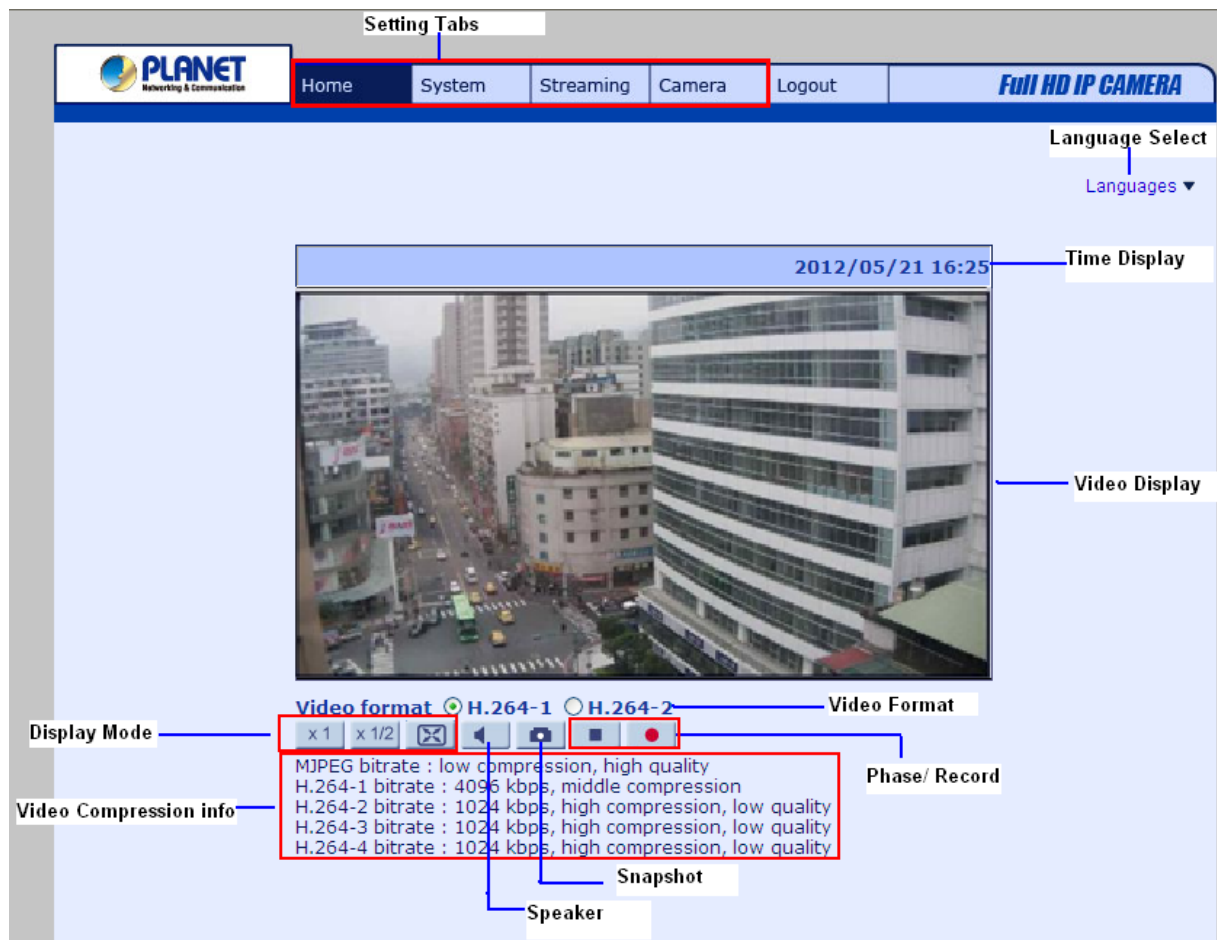 Setting Tabs
PLANET
Networking & Communication
Home System Streaming Camera Logout
Full HD IP CAMERA
Language Select
Languages ▼
2012/05/21 16:25
Time Display
Video Display
Video format H.264-1 H.264-2
Video Format
Display Mode
x 1 x 1/2
Phase/ Record
MJPEG bitrate : low compression, high quality
H.264-1 bitrate : 4096 kbps, middle compression
H.264-2 bitrate : 1024 kbps, high compression, low quality
H.264-3 bitrate : 1024 kbps, high compression, low quality
H.264-4 bitrate : 1024 kbps, high compression, low quality
Video Compression info
Snapshot
Speaker